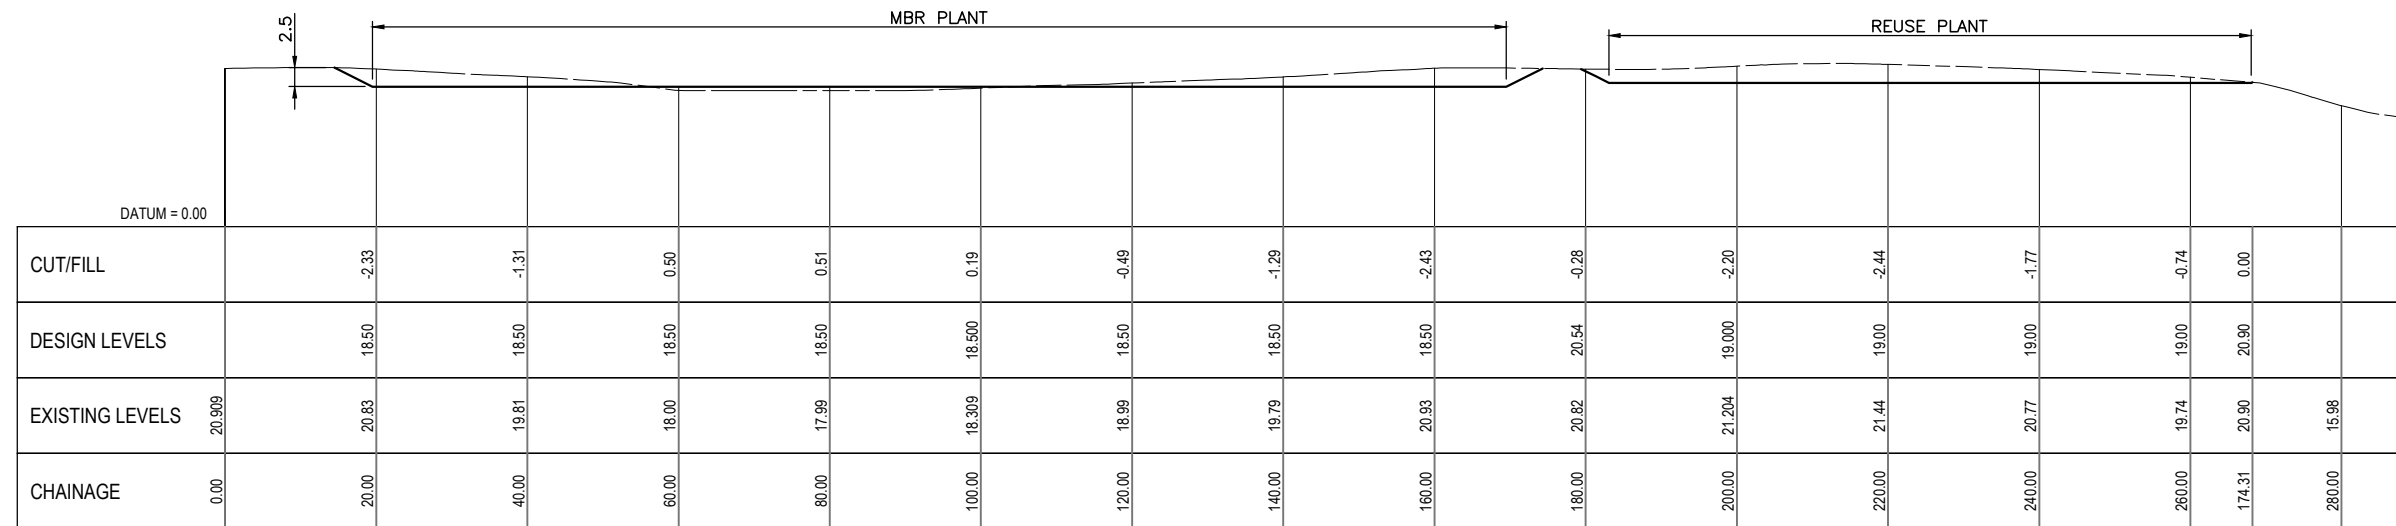 2.5
MBR PLANT
REUSE PLANT
DATUM = 0.00
CUT/FILL -2.33 -1.31 0.50 0.51 0.19 -0.49 -1.29 -2.43 -0.28 -2.20 -2.44 -1.77 -0.74 0.00
DESIGN LEVELS 18.50 18.50 18.50 18.50 18.500 18.50 18.50 18.50 20.54 19.000 19.00 19.00 19.00 20.90
EXISTING LEVELS 20.909 20.83 19.81 18.00 17.99 18.309 18.99 19.79 20.93 20.82 21.204 21.44 20.77 19.74 20.90 15.98
CHAINAGE 0.00 20.00 40.00 60.00 80.00 100.00 120.00 140.00 160.00 180.00 200.00 220.00 240.00 260.00 174.31 280.00